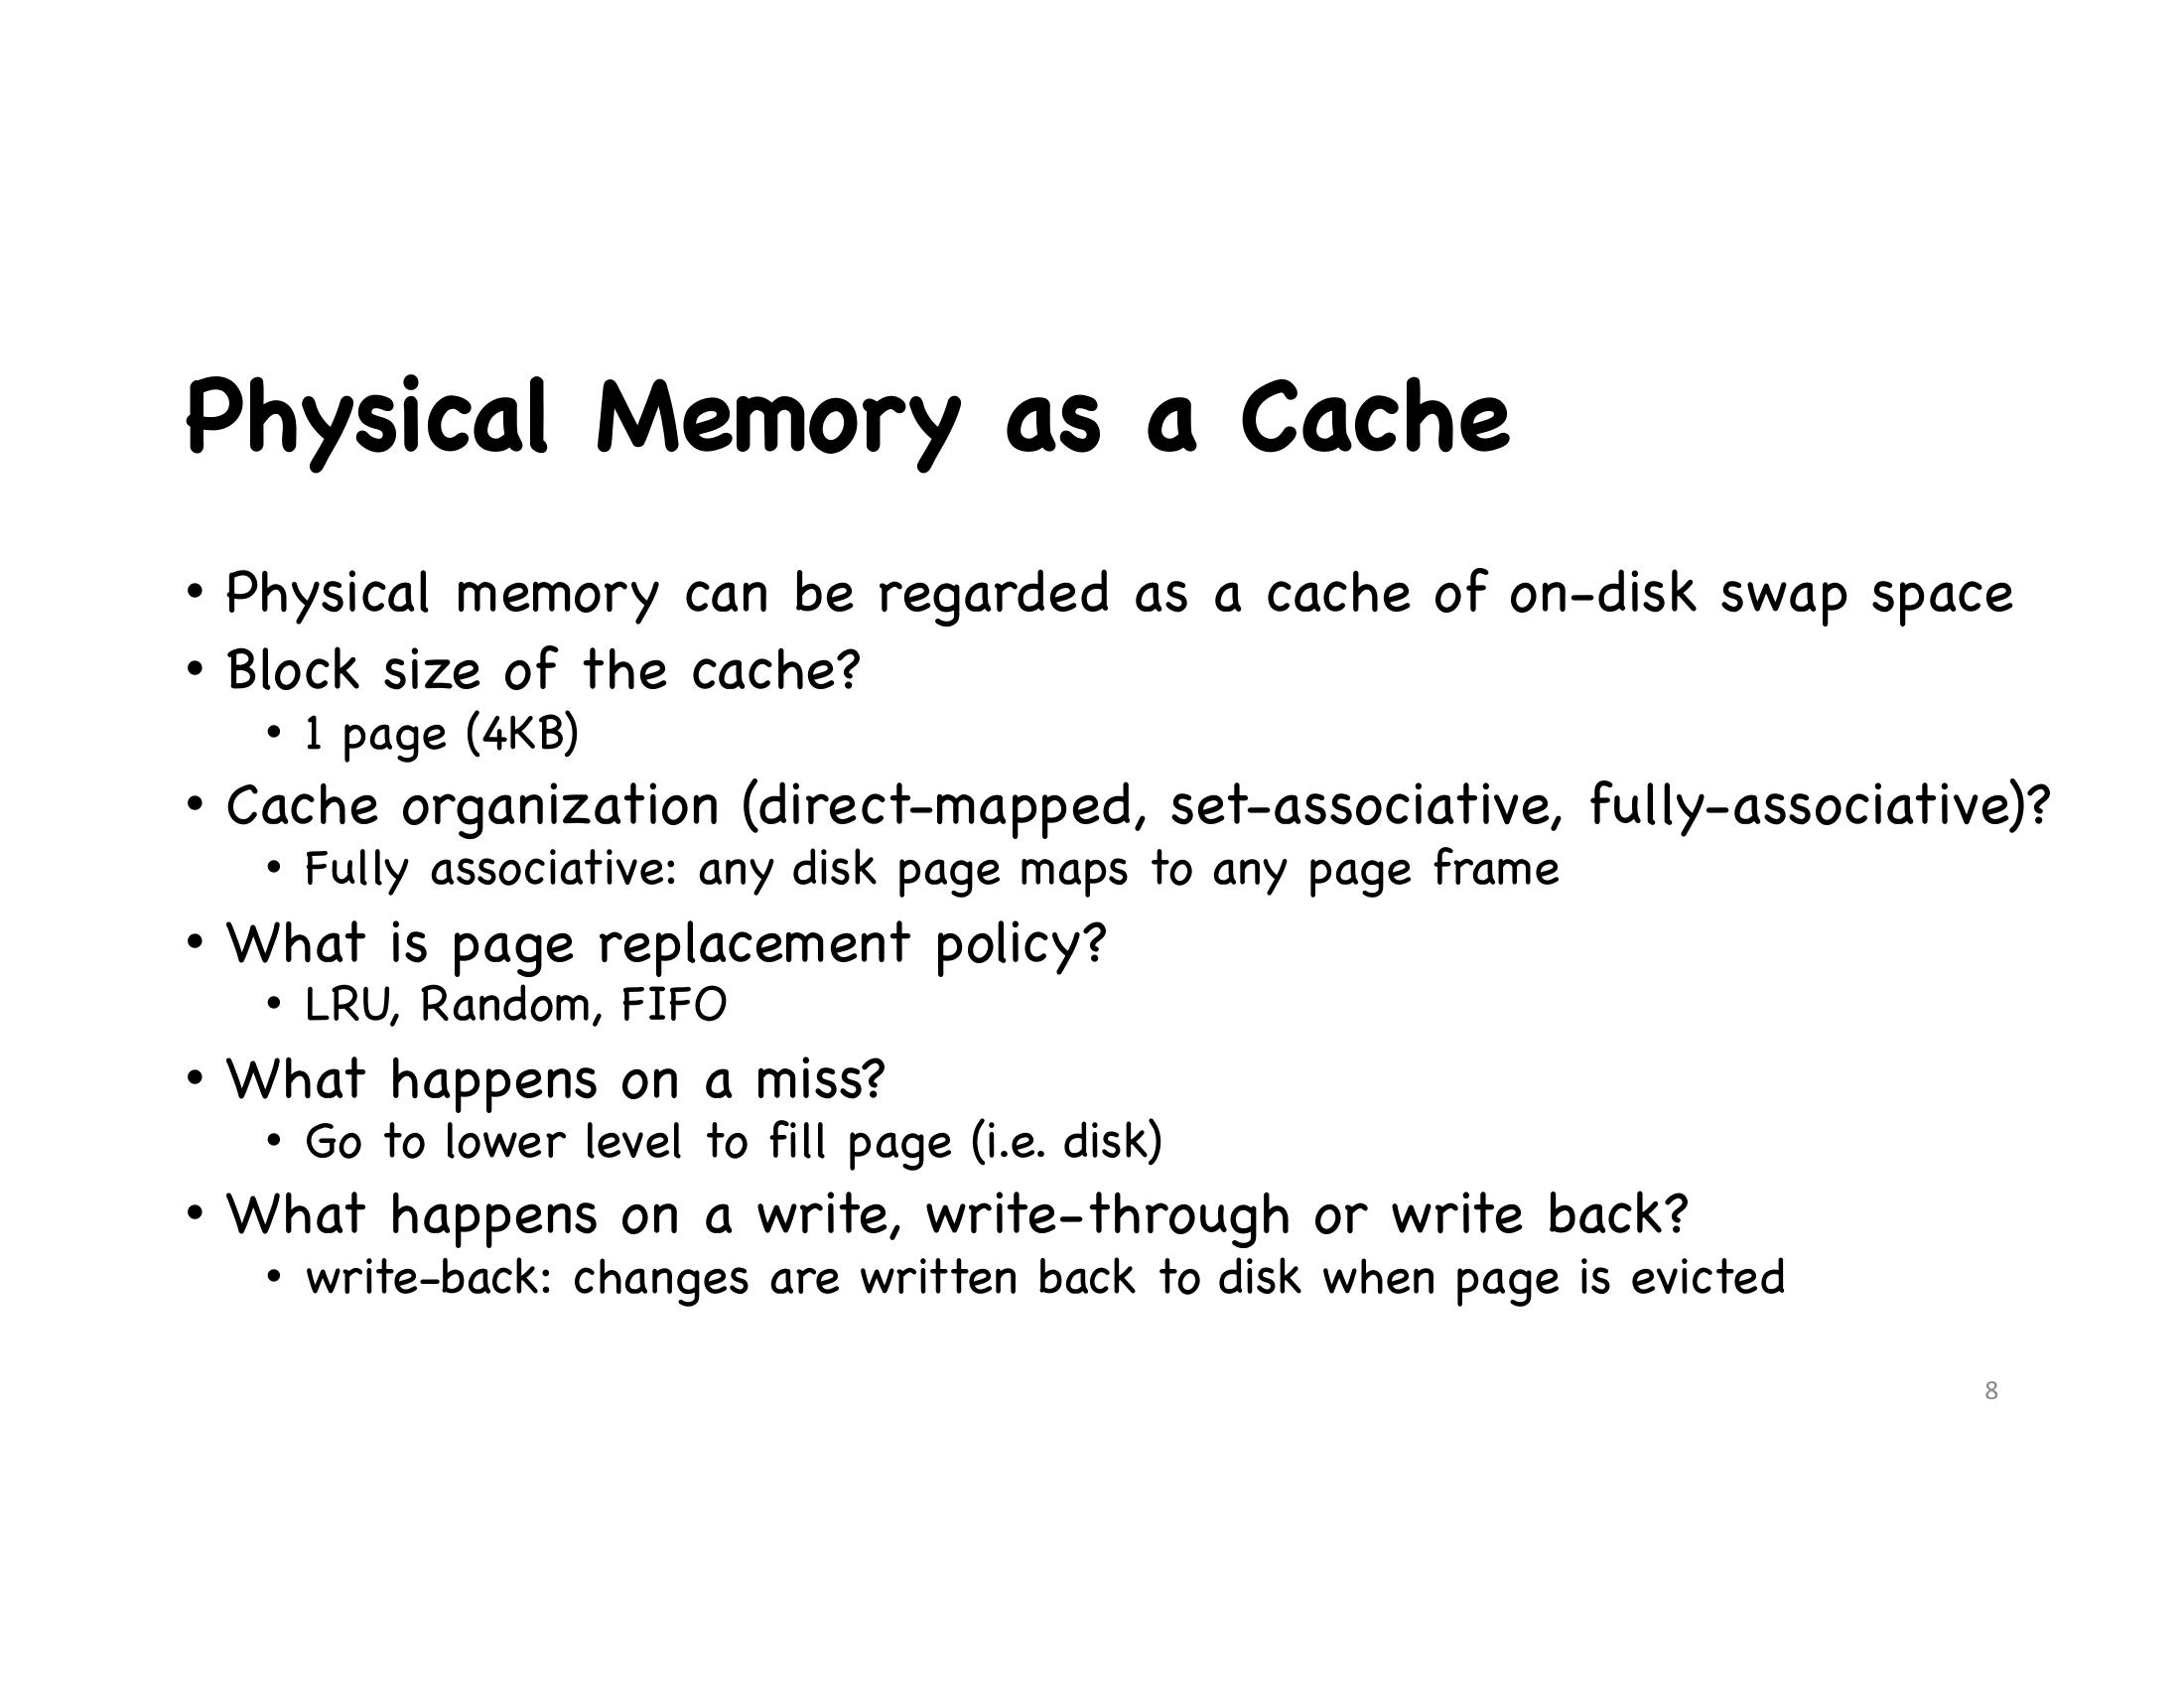 Physical Memory as a Cache
• Physical memory can be regarded as a cache of on-disk swap space
• Block size of the cache?
• 1 page (4KB)
• Cache organization (direct-mapped, set-associative, fully-associative)?
• Fully associative: any disk page maps to any page frame
• What is page replacement policy?
• LRU, Random, FIFO
• What happens on a miss?
• Go to lower level to fill page (i.e. disk)
• What happens on a write, write-through or write back?
• write-back: changes are written back to disk when page is evicted
8